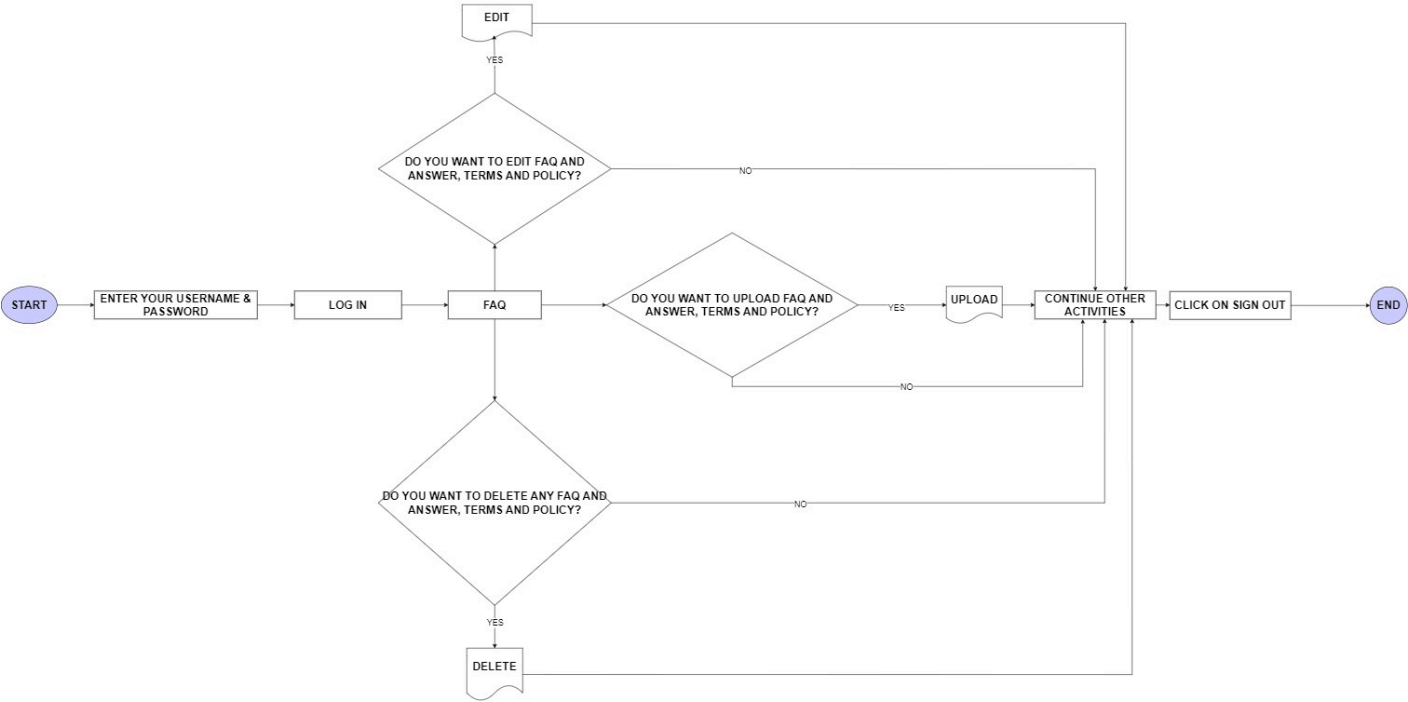 EDIT
YES
DO YOU WANT TO EDIT FAQ AND
ANSWER, TERMS AND POLICY?
NO
START
ENTER YOUR USERNAME &
PASSWORD
LOG IN
FAQ
DO YOU WANT TO UPLOAD FAQ AND
ANSWER, TERMS AND POLICY?
YES
UPLOAD
CONTINUE OTHER
ACTIVITIES
CLICK ON SIGN OUT
END
NO
DO YOU WANT TO DELETE ANY FAQ AND
ANSWER, TERMS AND POLICY?
NO
YES
DELETE